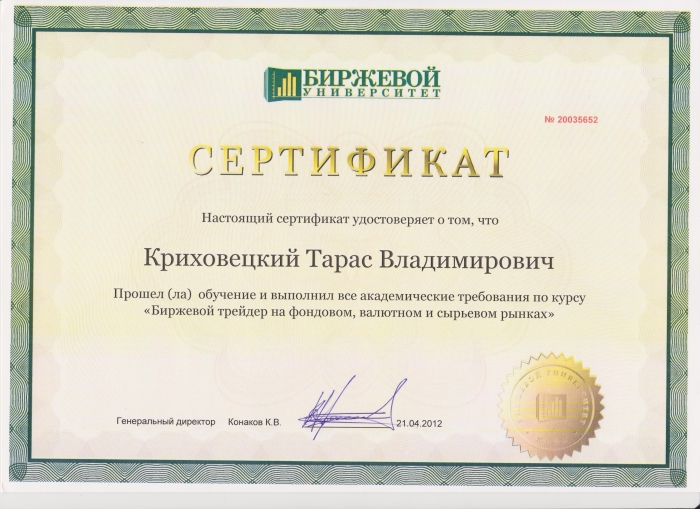 БИРЖЕВОЙ
УНИВЕРСИТЕТ
№ 20035652
СЕРТИФИКАТ
Настоящий сертификат удостоверяет о том, что
Криховецкий Тарас Владимирович
Прошел (ла) обучение и выполнил все академические требования по курсу
«Биржевой трейдер на фондовом, валютном и сырьевом рынках»
Генеральный директор Конаков К.В. 21.04.2012